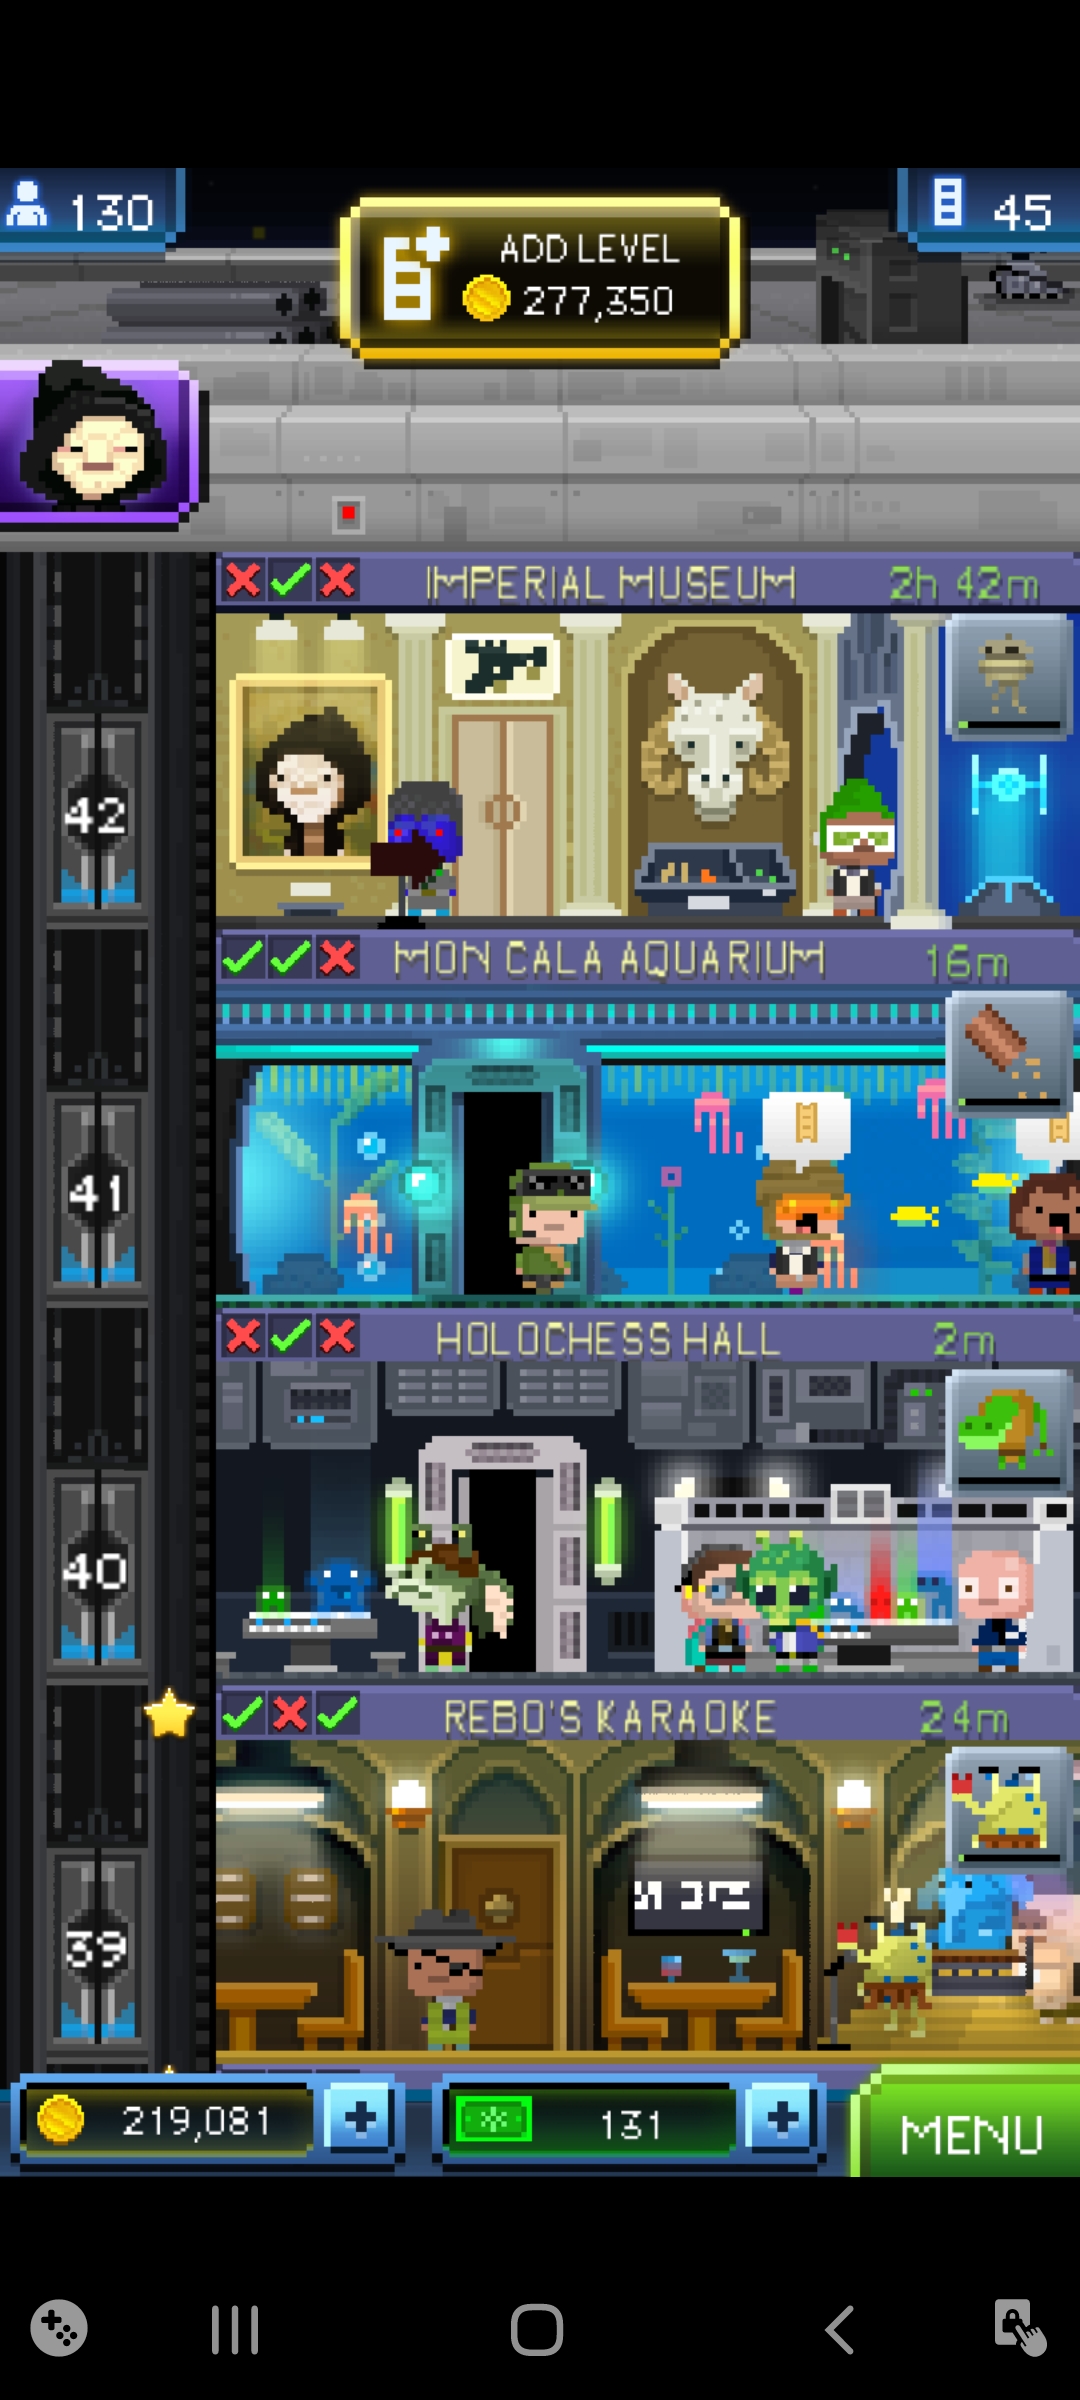 130
45
ADD LEVEL
277,350
IMPERIAL MUSEUM 2h 42m
42
MON CALA AQUARIUM 16m
41
HOLOCHESS HALL 2m
40
REBO'S KARAOKE 24m
39
219,081
131
MENU